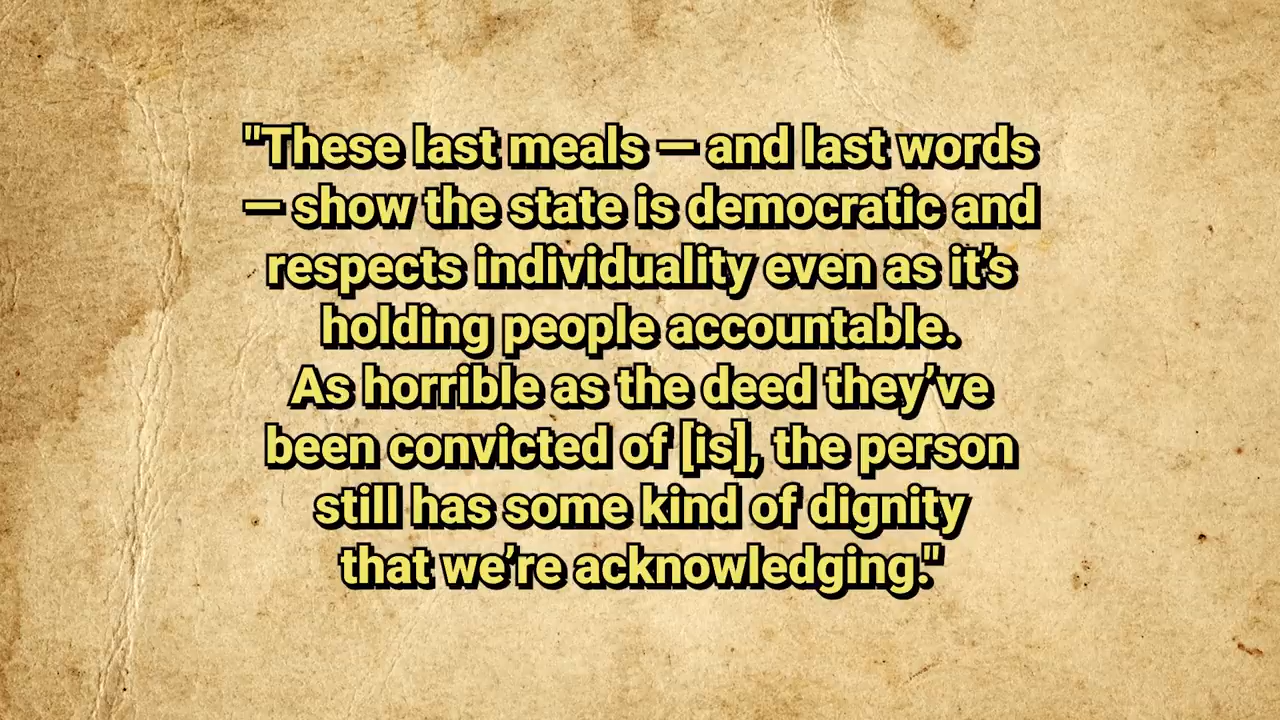 "These last meals — and last words
— show the state is democratic and
respects individuality even as it’s
holding people accountable.
As horrible as the deed they’ve
been convicted of [is], the person
still has some kind of dignity
that we’re acknowledging."